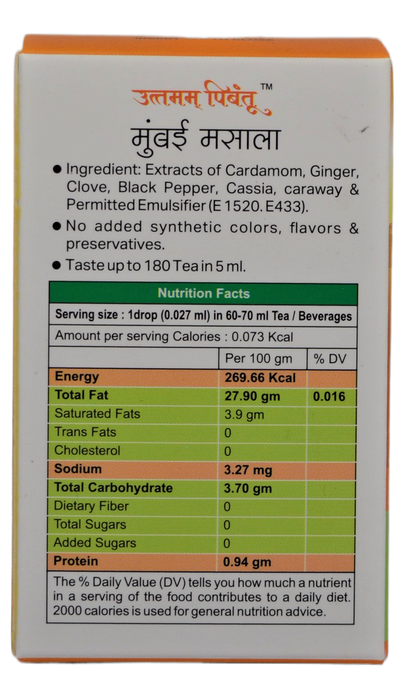 उत्तमम् पिबंतू™
मुंबई मसाला
● Ingredient: Extracts of Cardamom, Ginger,
Clove, Black Pepper, Cassia, caraway &
Permitted Emulsifier (E 1520. E433).
● No added synthetic colors, flavors &
preservatives.
● Taste up to 180 Tea in 5 ml.
Nutrition Facts
Serving size : 1drop (0.027 ml) in 60-70 ml Tea / Beverages
Amount per serving Calories : 0.073 Kcal
Per 100 gm % DV
Energy 269.66 Kcal
Total Fat 27.90 gm 0.016
Saturated Fats 3.9 gm
Trans Fats 0
Cholesterol 0
Sodium 3.27 mg
Total Carbohydrate 3.70 gm
Dietary Fiber 0
Total Sugars 0
Added Sugars 0
Protein 0.94 gm
The % Daily Value (DV) tells you how much a nutrient
in a serving of the food contributes to a daily diet.
2000 calories is used for general nutrition advice.